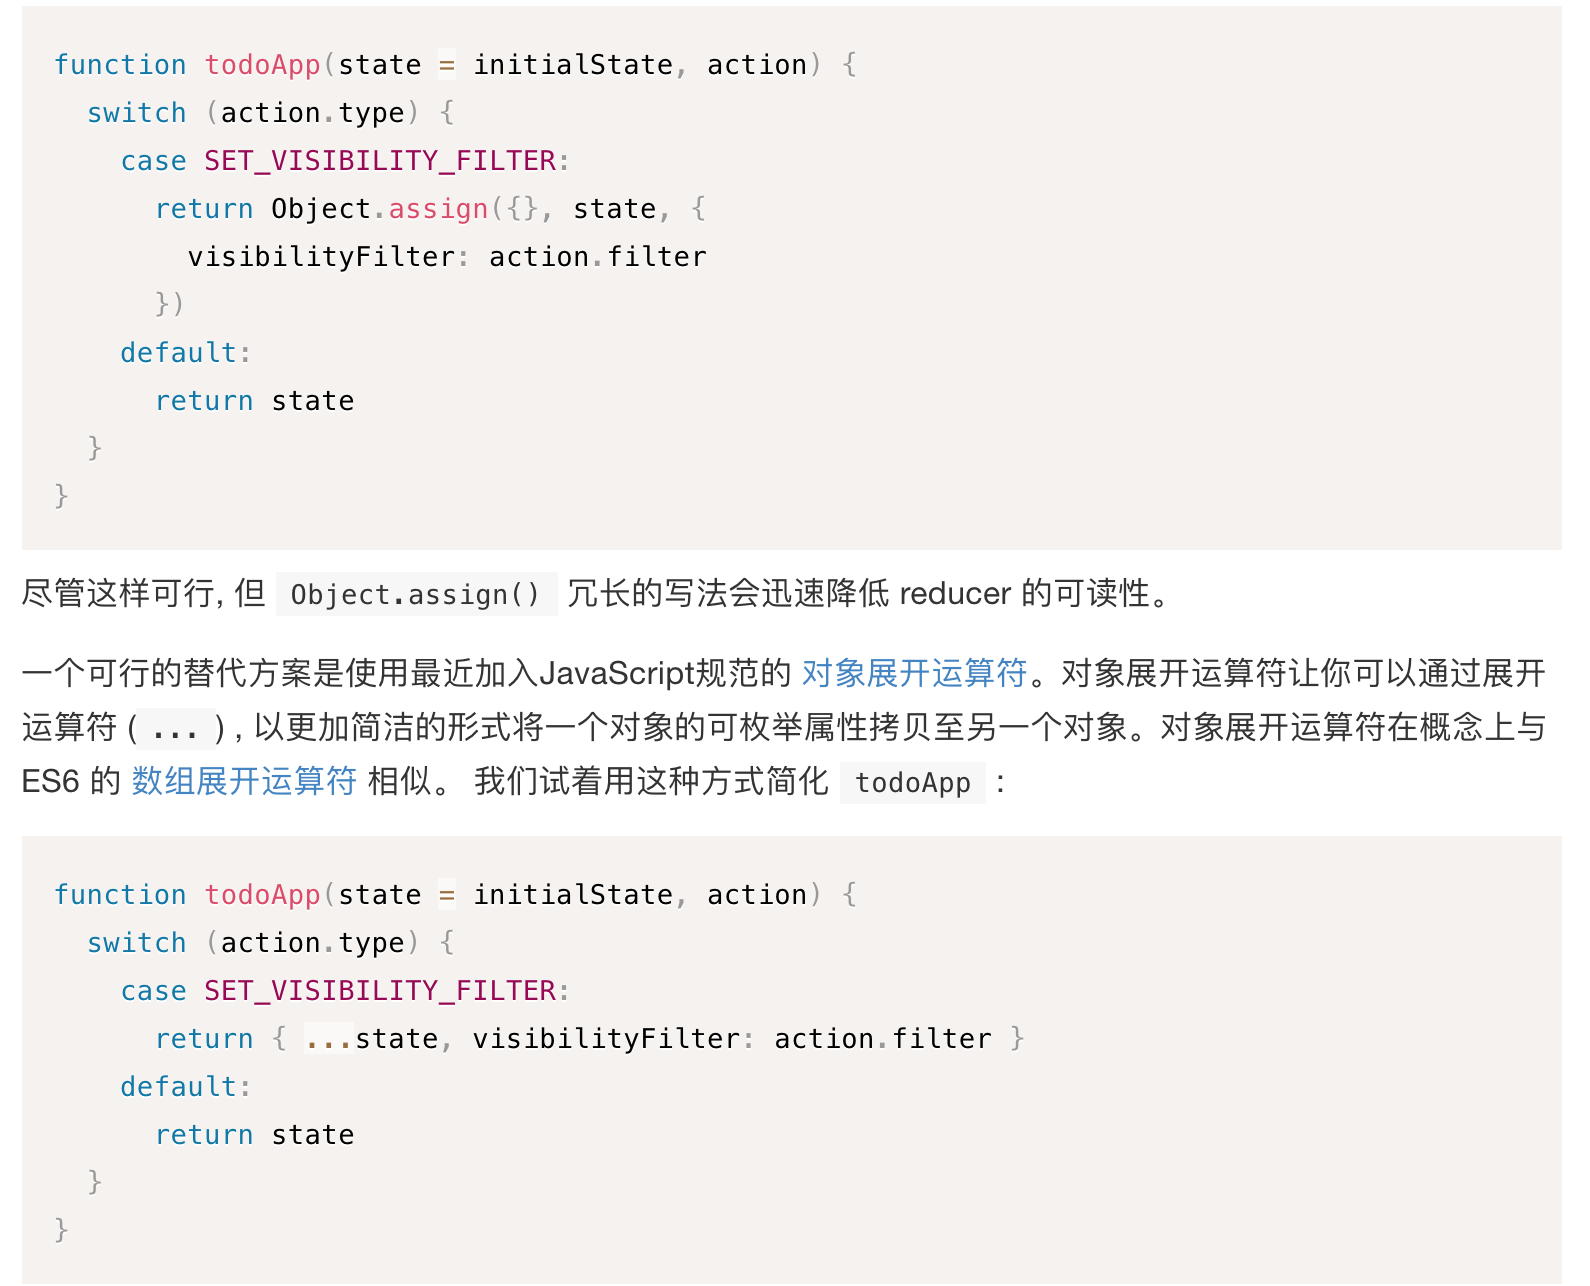 function todoApp(state = initialState, action) {
  switch (action.type) {
    case SET_VISIBILITY_FILTER:
      return Object.assign({}, state, {
        visibilityFilter: action.filter
      })
    default:
      return state
  }
}
尽管这样可行, 但 Object.assign() 冗长的写法会迅速降低 reducer 的可读性。
一个可行的替代方案是使用最近加入JavaScript规范的 对象展开运算符。对象展开运算符让你可以通过展开
运算符 ( ... ) , 以更加简洁的形式将一个对象的可枚举属性拷贝至另一个对象。对象展开运算符在概念上与
ES6 的 数组展开运算符 相似。 我们试着用这种方式简化 todoApp ：
function todoApp(state = initialState, action) {
  switch (action.type) {
    case SET_VISIBILITY_FILTER:
      return { ...state, visibilityFilter: action.filter }
    default:
      return state
  }
}